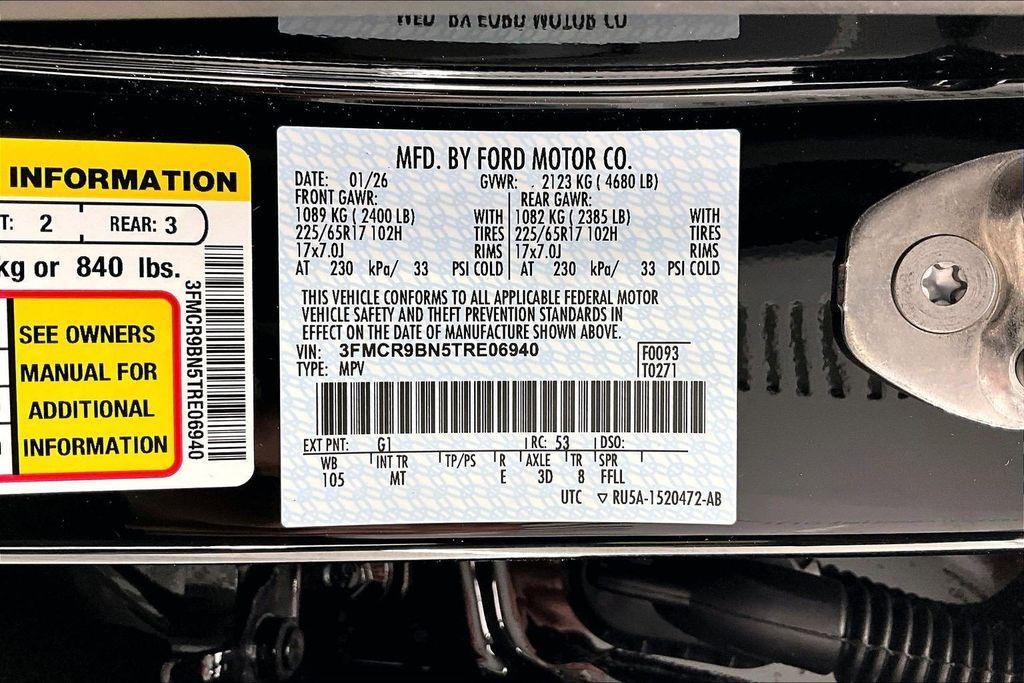 WED BY FORD MOTOR CO
INFORMATION
T: 2 REAR: 3
kg or 840 lbs.
SEE OWNERS
MANUAL FOR
ADDITIONAL
INFORMATION
3FMCR9BN5TRE06940
MFD. BY FORD MOTOR CO.
DATE: 01/26 GVWR: 2123 KG ( 4680 LB)
FRONT GAWR: REAR GAWR:
1089 KG ( 2400 LB) WITH 1082 KG ( 2385 LB) WITH
225/65R17 102H TIRES 225/65R17 102H TIRES
17x7.0J RIMS 17x7.0J RIMS
AT 230 kPa/ 33 PSI COLD AT 230 kPa/ 33 PSI COLD
THIS VEHICLE CONFORMS TO ALL APPLICABLE FEDERAL MOTOR
VEHICLE SAFETY AND THEFT PREVENTION STANDARDS IN
EFFECT ON THE DATE OF MANUFACTURE SHOWN ABOVE.
VIN: 3FMCR9BN5TRE06940 F0093
TYPE: MPV T0271
EXT PNT: G1 RC: 53 DSO:
WB INT TR TP/PS R AXLE TR SPR
105 MT E 3D 8 FFLL
UTC ▽ RU5A-1520472-AB